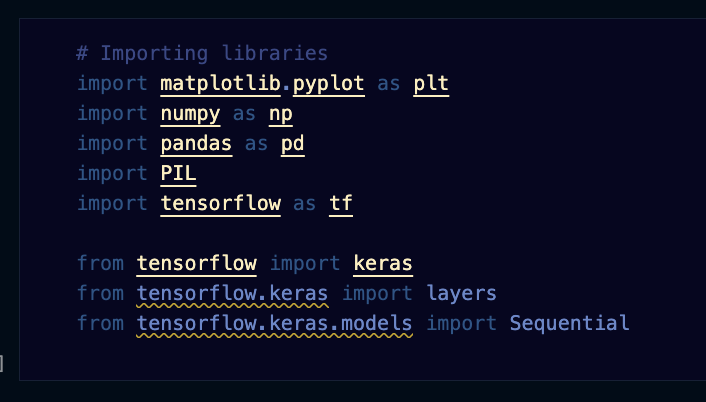 # Importing libraries
import matplotlib.pyplot as plt
import numpy as np
import pandas as pd
import PIL
import tensorflow as tf
from tensorflow import keras
from tensorflow.keras import layers
from tensorflow.keras.models import Sequential
]